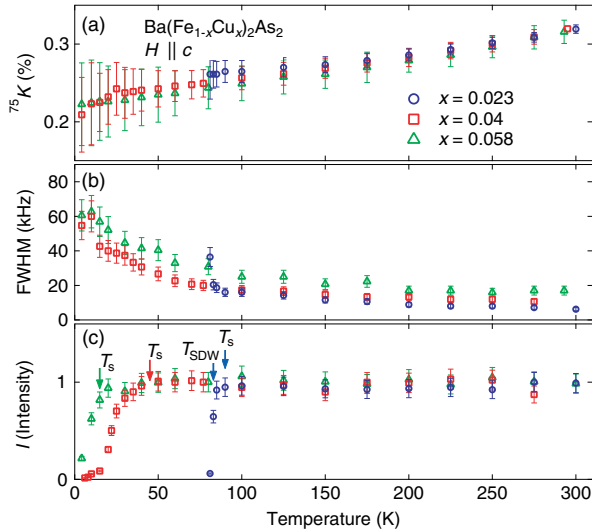 (a)
Ba(Fe1-xCux)2As2
H || c
0.3
0.2
75K (%)
x = 0.023
x = 0.04
x = 0.058
(b)
80
60
40
20
0
FWHM (kHz)
(c)
Ts
Ts
TSDW
Ts
1
0
I (Intensity)
0 50 100 150 200 250 300
Temperature (K)